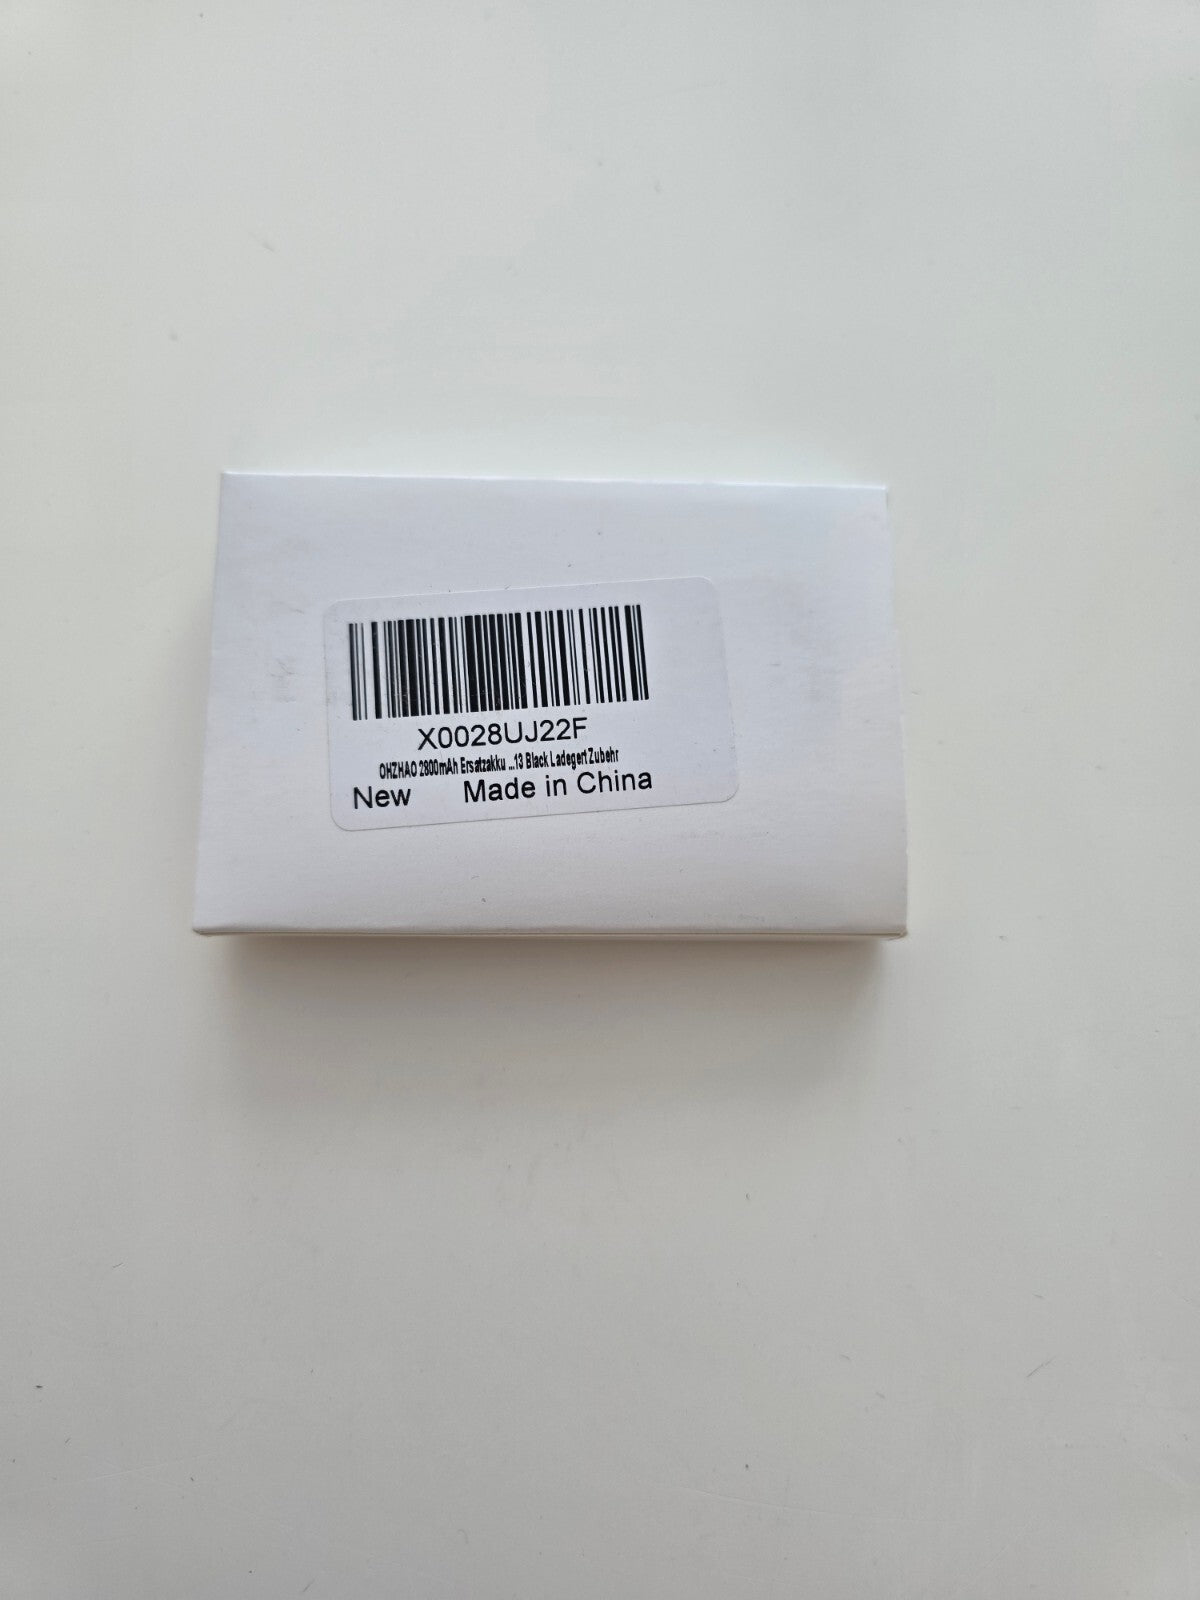 X0028UJ22F
OHZHAO 2800mAh Ersatzakku ...13 Black Ladegert Zubehr
New Made in China